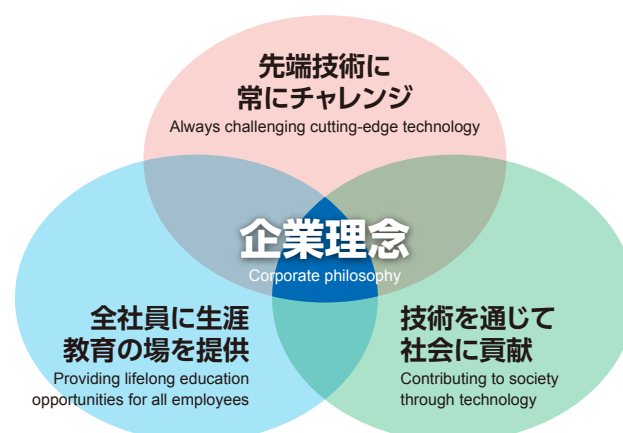 先端技術に
常にチャレンジ
Always challenging cutting-edge technology
企業理念
Corporate philosophy
全社員に生涯
教育の場を提供
Providing lifelong education
opportunities for all employees
技術を通じて
社会に貢献
Contributing to society
through technology